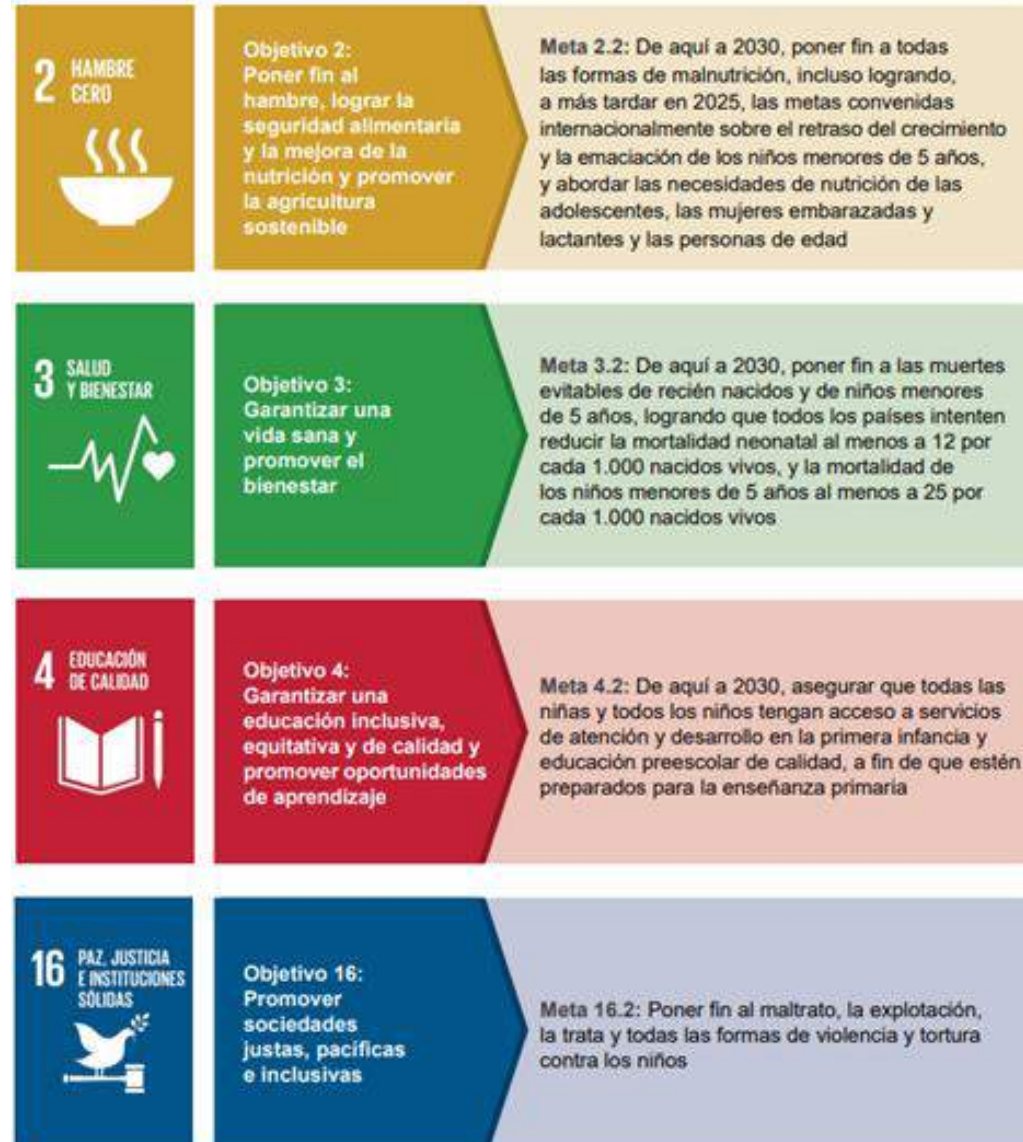 2 HAMBRE
CERO
Objetivo 2:
Poner fin al
hambre, lograr la
seguridad alimentaria
y la mejora de la
nutrición y promover
la agricultura
sostenible
Meta 2.2: De aquí a 2030, poner fin a todas
las formas de malnutrición, incluso logrando,
a más tardar en 2025, las metas convenidas
internacionalmente sobre el retraso del crecimiento
y la emaciación de los niños menores de 5 años,
y abordar las necesidades de nutrición de las
adolescentes, las mujeres embarazadas y
lactantes y las personas de edad
3 SALUD
Y BIENESTAR
Objetivo 3:
Garantizar una
vida sana y
promover el
bienestar
Meta 3.2: De aquí a 2030, poner fin a las muertes
evitables de recién nacidos y de niños menores
de 5 años, logrando que todos los países intenten
reducir la mortalidad neonatal al menos a 12 por
cada 1.000 nacidos vivos, y la mortalidad de
los niños menores de 5 años al menos a 25 por
cada 1.000 nacidos vivos
4 EDUCACIÓN
DE CALIDAD
Objetivo 4:
Garantizar una
educación inclusiva,
equitativa y de calidad y
promover oportunidades
de aprendizaje
Meta 4.2: De aquí a 2030, asegurar que todas las
niñas y todos los niños tengan acceso a servicios
de atención y desarrollo en la primera infancia y
educación preescolar de calidad, a fin de que estén
preparados para la enseñanza primaria
16 PAZ, JUSTICIA
E INSTITUCIONES
SÓLIDAS
Objetivo 16:
Promover
sociedades
justas, pacíficas
e inclusivas
Meta 16.2: Poner fin al maltrato, la explotación,
la trata y todas las formas de violencia y tortura
contra los niños